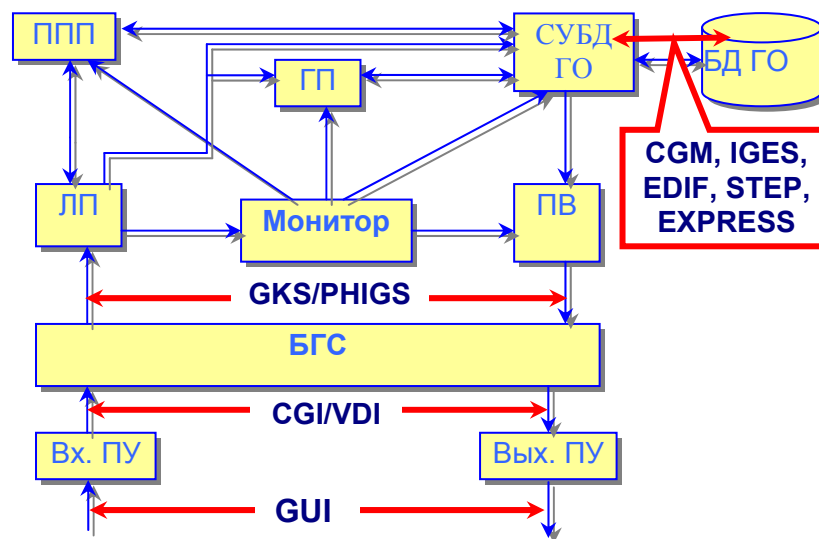 ППП
СУБД
ГО
БД ГО
ГП
CGM, IGES,
EDIF, STEP,
EXPRESS
ЛП
Монитор
ПВ
GKS/PHIGS
БГС
CGI/VDI
Вх. ПУ
Вых. ПУ
GUI